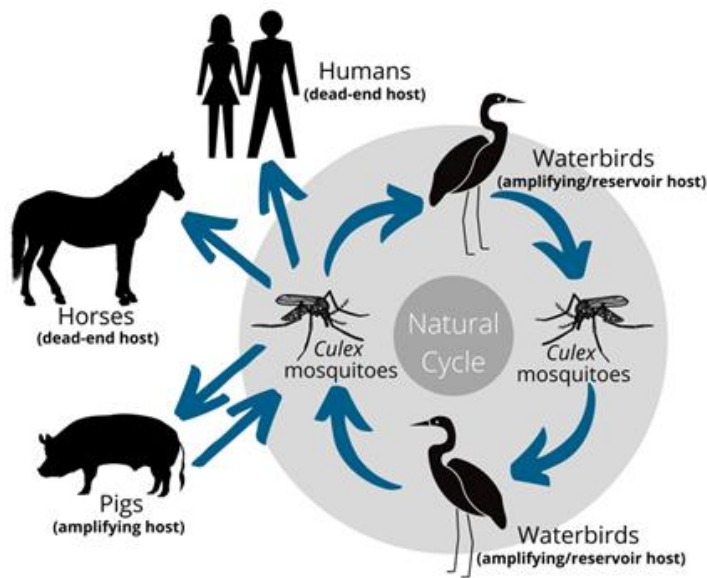 Humans
(dead-end host)
Waterbirds
(amplifying/reservoir host)
Horses
(dead-end host)
Culex
mosquitoes
Natural
Cycle
Culex
mosquitoes
Pigs
(amplifying host)
Waterbirds
(amplifying/reservoir host)